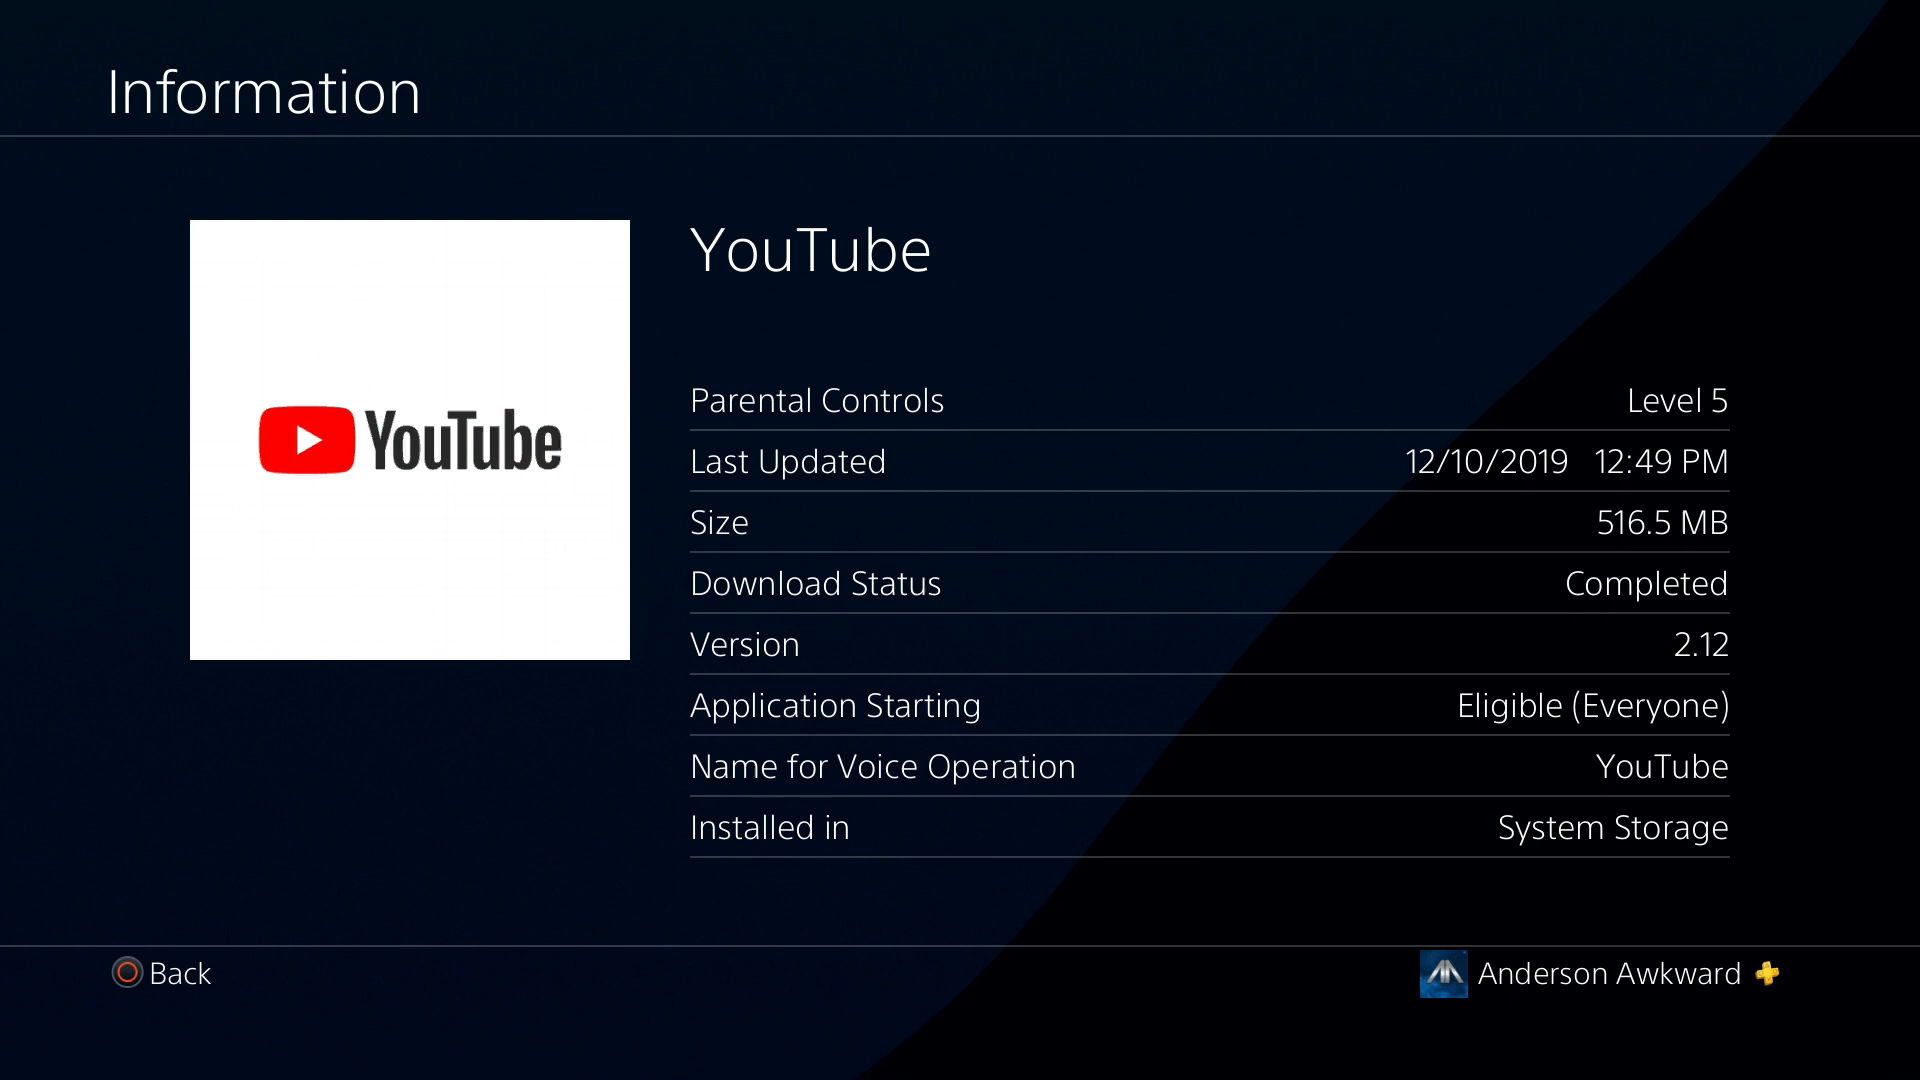 Information
YouTube
YouTube
Parental Controls Level 5
Last Updated 12/10/2019 12:49 PM
Size 516.5 MB
Download Status Completed
Version 2.12
Application Starting Eligible (Everyone)
Name for Voice Operation YouTube
Installed in System Storage
Back Anderson Awkward